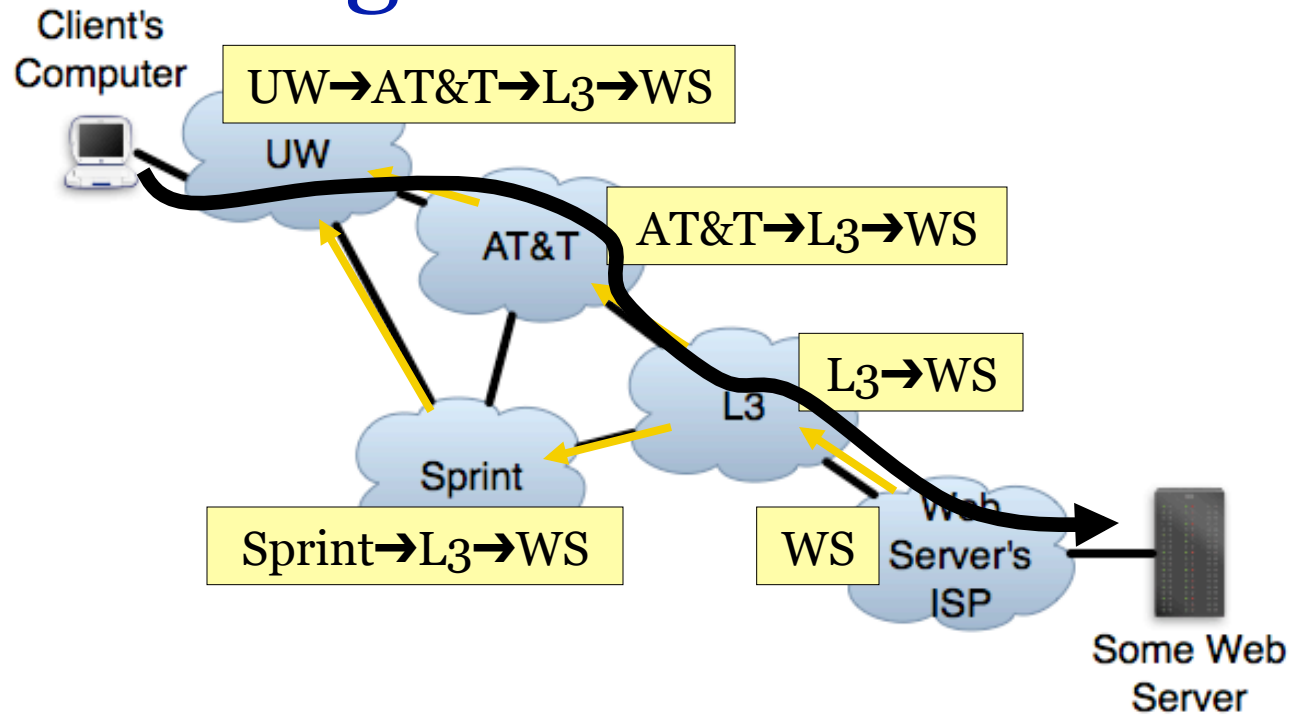 Client's
Computer
UW➔AT&T➔L3➔WS
UW
AT&T➔L3➔WS
AT&T
L3➔WS
L3
Sprint
Sprint➔L3➔WS
WS
Web
Server's
ISP
Some Web
Server